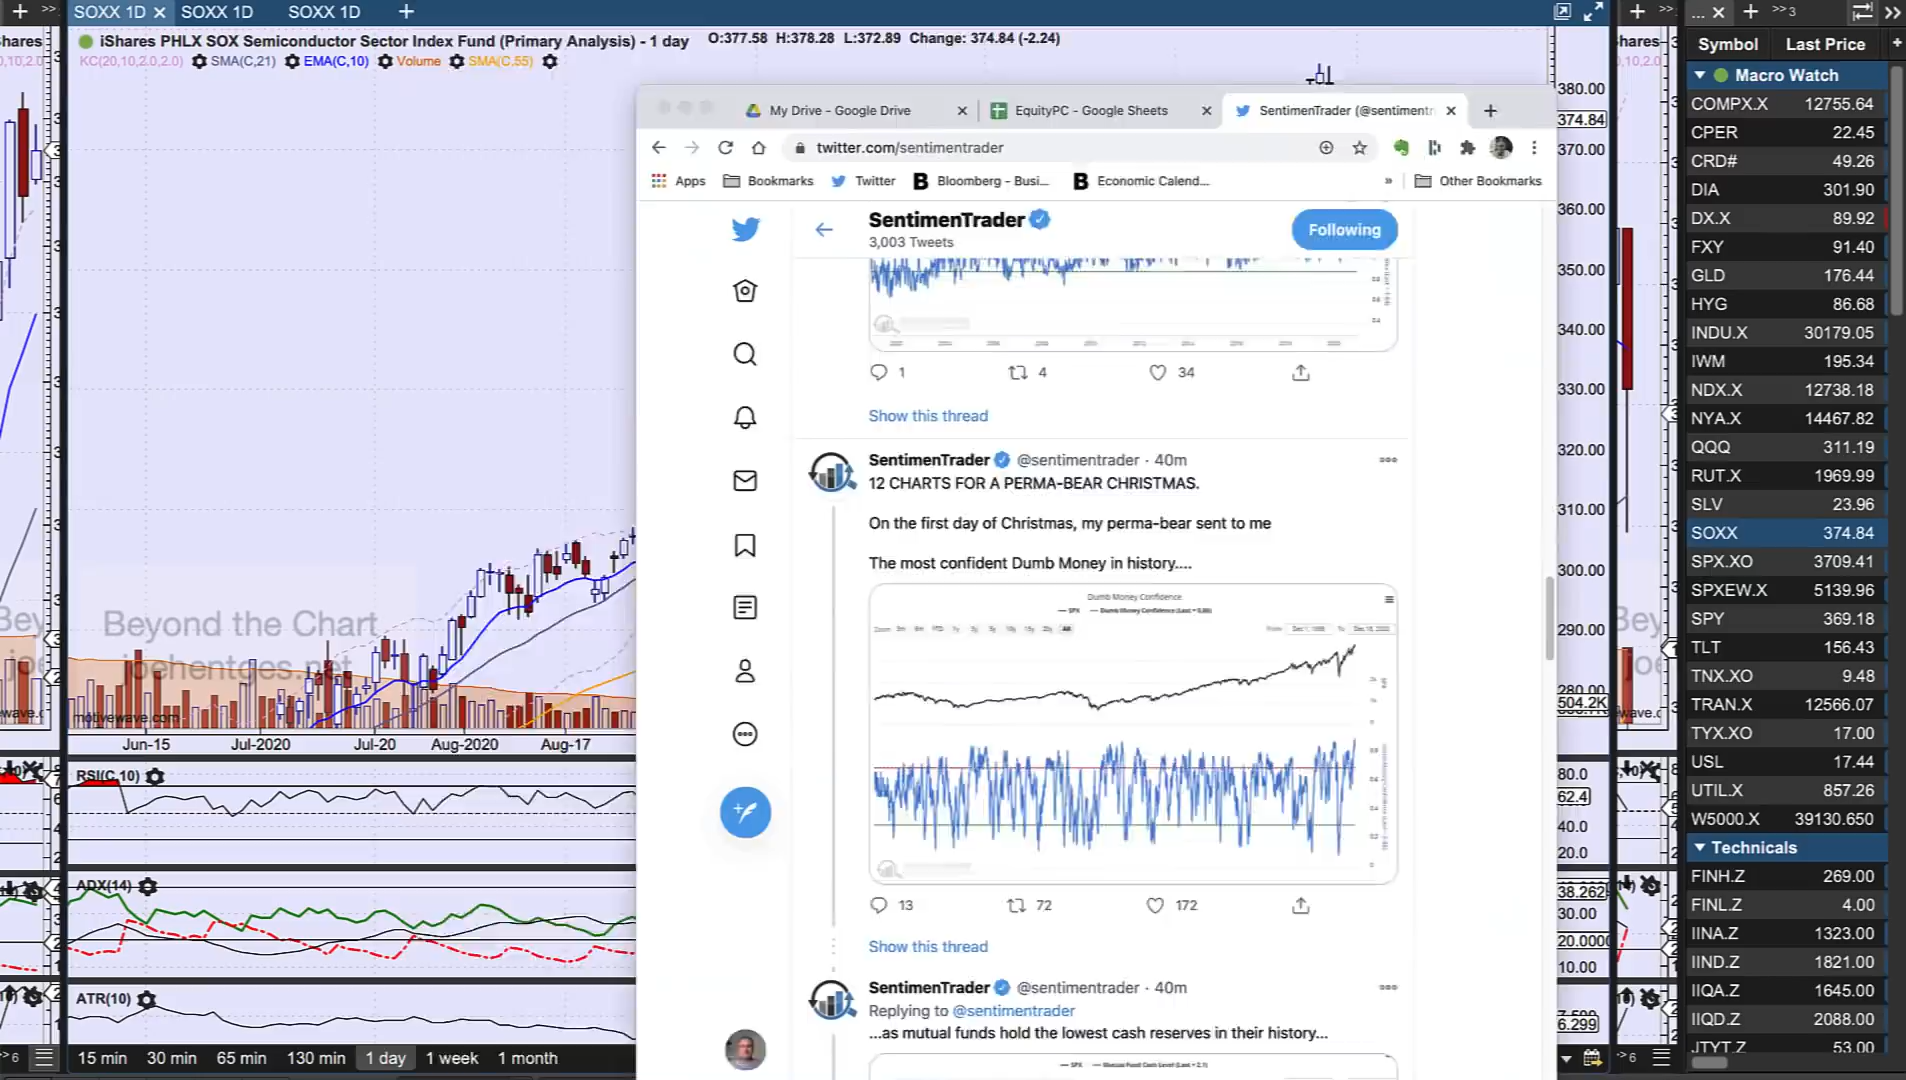 SOXX 1D
SOXX 1D
SOXX 1D
iShares PHLX SOX Semiconductor Sector Index Fund (Primary Analysis) - 1 day
O:377.58 H:378.28 L:372.89 Change: 374.84 (-2.24)
KC(20,10,2.0,2.0) SMA(C,21) EMA(C,10) Volume SMA(C,55)
380.00
374.84
370.00
360.00
350.00
340.00
330.00
320.00
310.00
300.00
290.00
280.00
504.2K
Beyond the Chart
joehentges.net
motivewave.com
Jun-15 Jul-2020 Jul-20 Aug-2020 Aug-17
RSI(C,10)
80.0
62.4
40.0
20.0
ADX(14)
38.262
30.00
20.0000
10.00
ATR(10)
6.299
15 min 30 min 65 min 130 min 1 day 1 week 1 month
My Drive - Google Drive
EquityPC - Google Sheets
SentimenTrader (@sentimentr
twitter.com/sentimentrader
Apps Bookmarks Twitter Bloomberg - Busi... Economic Calend... Other Bookmarks
SentimenTrader
3,003 Tweets
Following
1 4 34
Show this thread
SentimenTrader @sentimentrader · 40m
12 CHARTS FOR A PERMA-BEAR CHRISTMAS.
On the first day of Christmas, my perma-bear sent to me
The most confident Dumb Money in history....
Dumb Money Confidence
SPX Dumb Money Confidence
13 72 172
Show this thread
SentimenTrader @sentimentrader · 40m
Replying to @sentimentrader
...as mutual funds hold the lowest cash reserves in their history...
Symbol Last Price
Macro Watch
COMPX.X 12755.64
CPER 22.45
CRD# 49.26
DIA 301.90
DX.X 89.92
FXY 91.40
GLD 176.44
HYG 86.68
INDU.X 30179.05
IWM 195.34
NDX.X 12738.18
NYA.X 14467.82
QQQ 311.19
RUT.X 1969.99
SLV 23.96
SOXX 374.84
SPX.XO 3709.41
SPXEW.X 5139.96
SPY 369.18
TLT 156.43
TNX.XO 9.48
TRAN.X 12566.07
TYX.XO 17.00
USL 17.44
UTIL.X 857.26
W5000.X 39130.650
Technicals
FINH.Z 269.00
FINL.Z 4.00
IINA.Z 1323.00
IIND.Z 1821.00
IIQA.Z 1645.00
IIQD.Z 2088.00
JTYT.Z 53.00